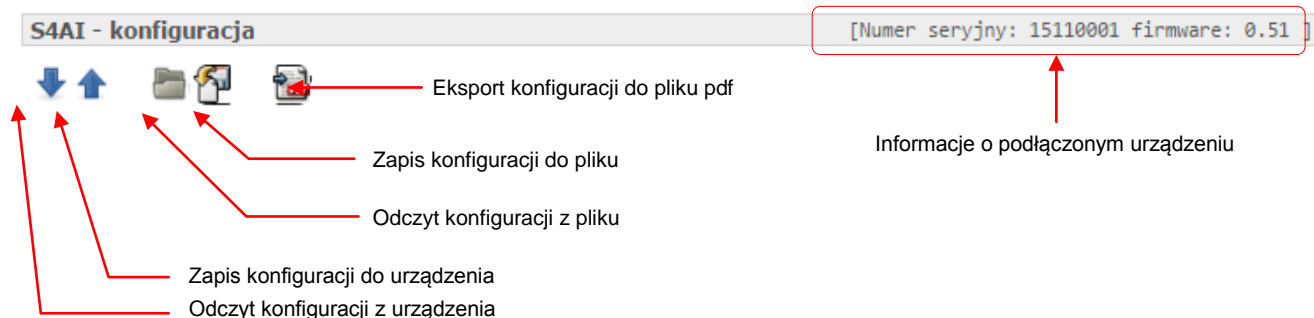 S4AI - konfiguracja
[Numer seryjny: 15110001 firmware: 0.51 ]
Eksport konfiguracji do pliku pdf
Informacje o podłączonym urządzeniu
Zapis konfiguracji do pliku
Odczyt konfiguracji z pliku
Zapis konfiguracji do urządzenia
Odczyt konfiguracji z urządzenia